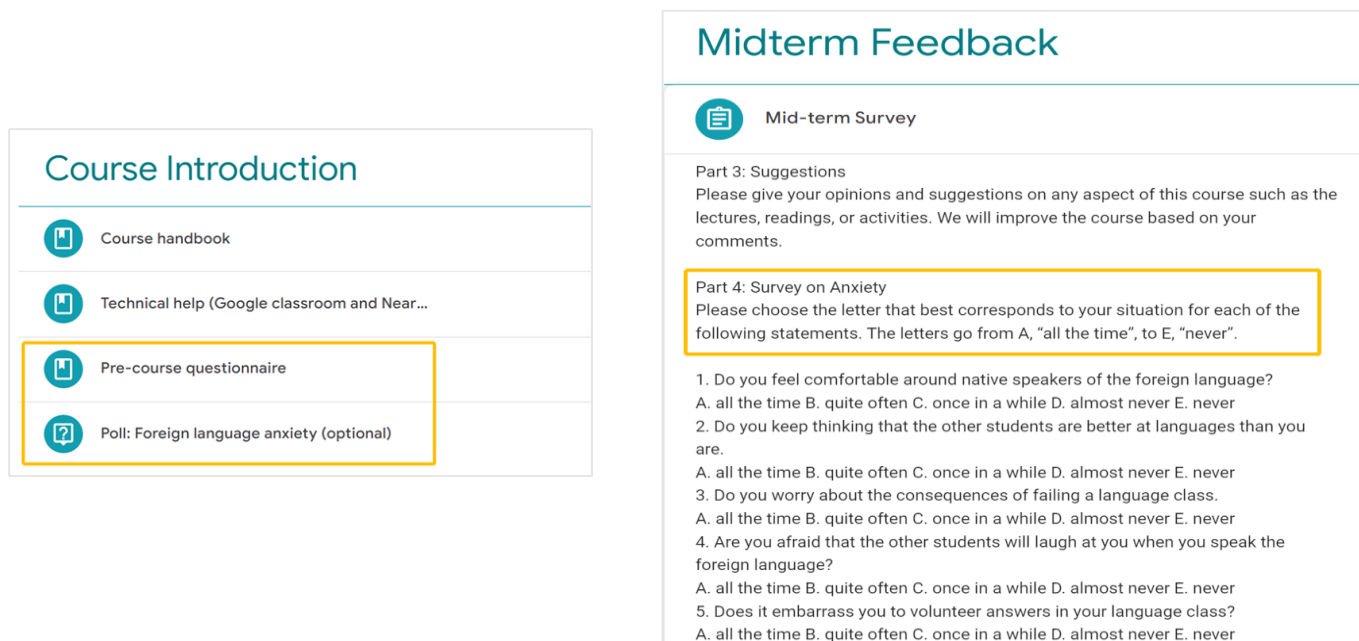 Course Introduction
Course handbook
Technical help (Google classroom and Near...
Pre-course questionnaire
Poll: Foreign language anxiety (optional)
Midterm Feedback
Mid-term Survey
Part 3: Suggestions
Please give your opinions and suggestions on any aspect of this course such as the
lectures, readings, or activities. We will improve the course based on your
comments.
Part 4: Survey on Anxiety
Please choose the letter that best corresponds to your situation for each of the
following statements. The letters go from A, “all the time”, to E, “never”.
1. Do you feel comfortable around native speakers of the foreign language?
A. all the time B. quite often C. once in a while D. almost never E. never
2. Do you keep thinking that the other students are better at languages than you
are.
A. all the time B. quite often C. once in a while D. almost never E. never
3. Do you worry about the consequences of failing a language class.
A. all the time B. quite often C. once in a while D. almost never E. never
4. Are you afraid that the other students will laugh at you when you speak the
foreign language?
A. all the time B. quite often C. once in a while D. almost never E. never
5. Does it embarrass you to volunteer answers in your language class?
A. all the time B. quite often C. once in a while D. almost never E. never